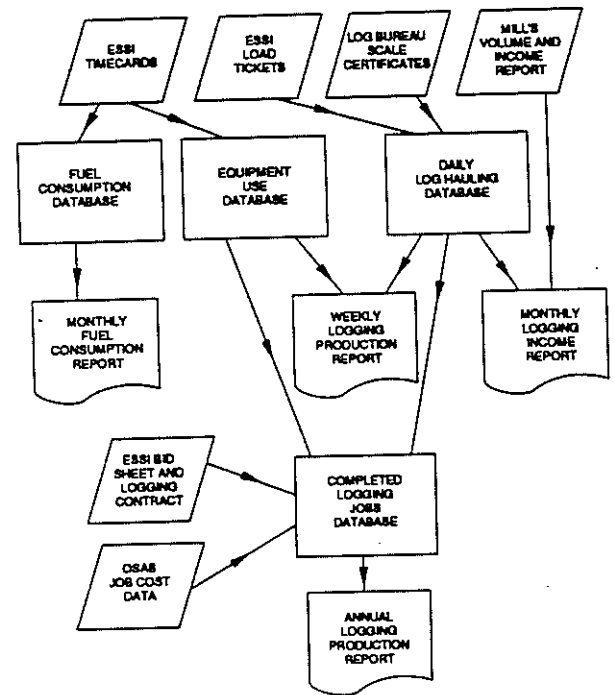 ESSI
TIMECARDS
ESSI
LOAD
TICKETS
LOG BUREAU
SCALE
CERTIFICATES
MILL'S
VOLUME AND
INCOME
REPORT
FUEL
CONSUMPTION
DATABASE
EQUIPMENT
USE
DATABASE
DAILY
LOG HAULING
DATABASE
MONTHLY
FUEL
CONSUMPTION
REPORT
WEEKLY
LOGGING
PRODUCTION
REPORT
MONTHLY
LOGGING
INCOME
REPORT
ESSI BID
SHEET AND
LOGGING
CONTRACT
COMPLETED
LOGGING
JOBS
DATABASE
OSAS
JOB COST
DATA
ANNUAL
LOGGING
PRODUCTION
REPORT